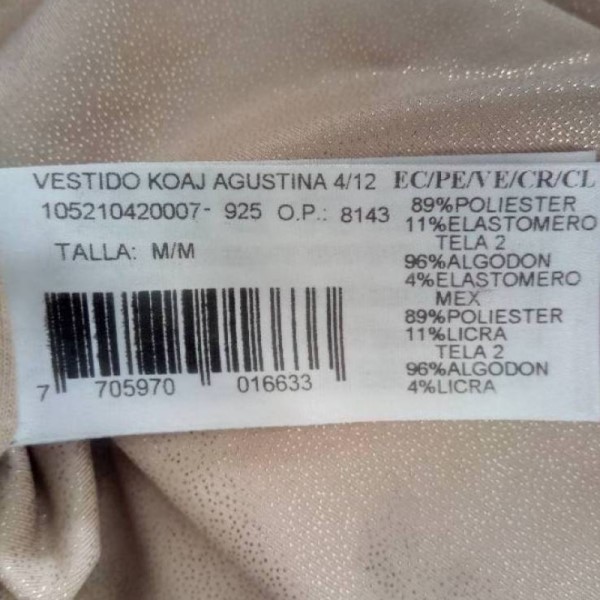 VESTIDO KOAJ AGUSTINA 4/12
105210420007- 925 O.P.: 8143
TALLA: M/M
7 705970 016633
EC/PE/VE/CR/CL
89%POLIESTER
11%ELASTOMERO
TELA 2
96%ALGODON
4%ELASTOMERO
MEX
89%POLIESTER
11%LICRA
TELA 2
96%ALGODON
4%LICRA